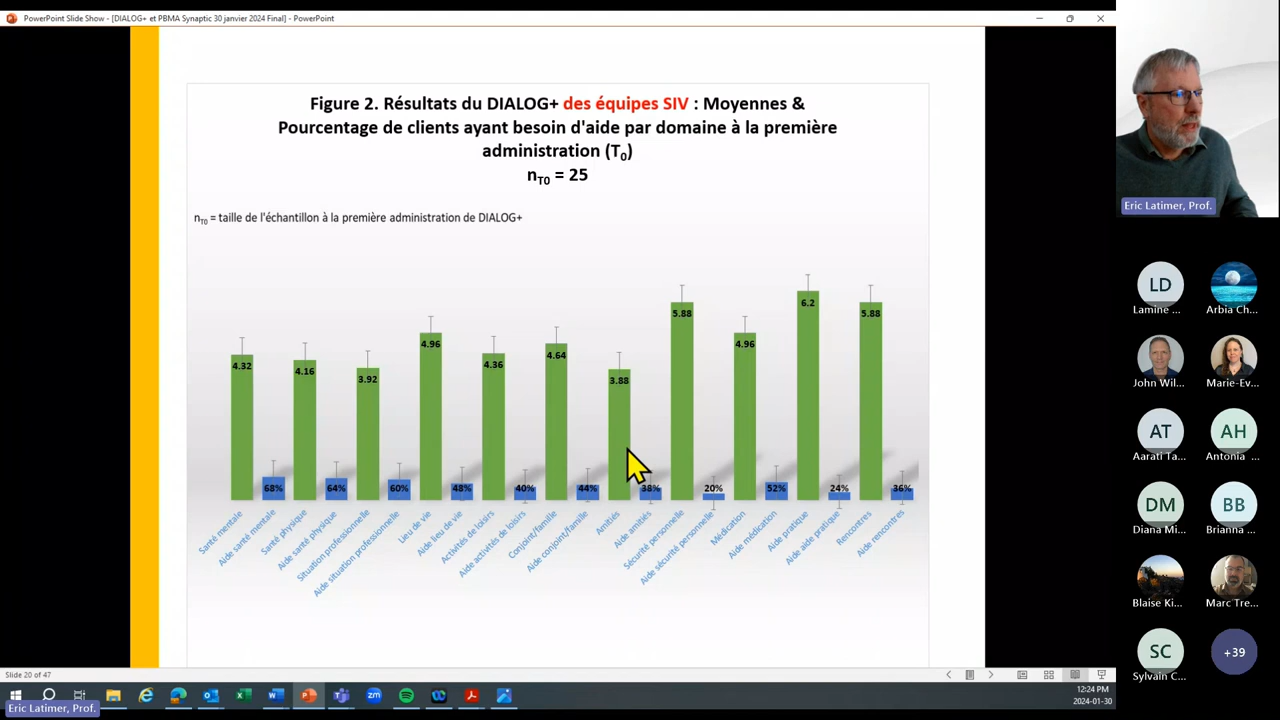 PowerPoint Slide Show - [DIALOG+ et PBMA Synaptic 30 janvier 2024 Final] - PowerPoint
Figure 2. Résultats du DIALOG+ des équipes SIV : Moyennes &
Pourcentage de clients ayant besoin d'aide par domaine à la première
administration (T0)
nT0 = 25
nT0 = taille de l'échantillon à la première administration de DIALOG+
4.32
68%
4.16
64%
3.92
60%
4.96
48%
4.36
40%
4.64
44%
3.88
38%
5.88
20%
4.96
52%
6.2
24%
5.88
36%
Santé mentale
Aide santé mentale
Santé physique
Aide santé physique
Situation professionnelle
Aide situation professionnelle
Lieu de vie
Aide lieu de vie
Activités de loisirs
Aide activités de loisirs
Conjoint/famille
Aide conjoint/famille
Amitiés
Aide amitiés
Sécurité personnelle
Aide sécurité personnelle
Médication
Aide médication
Aide pratique
Aide aide pratique
Rencontres
Aide rencontres
Slide 20 of 47
Eric Latimer, Prof.
12:24 PM
2024-01-30
Eric Latimer, Prof.
LD
Lamine ...
Arbia Ch...
John Wil...
Marie-Ev...
AT
Aarati Ta...
AH
Antonia ...
DM
Diana Mi...
BB
Brianna ...
Blaise Ki...
Marc Tre...
SC
Sylvain C...
+39